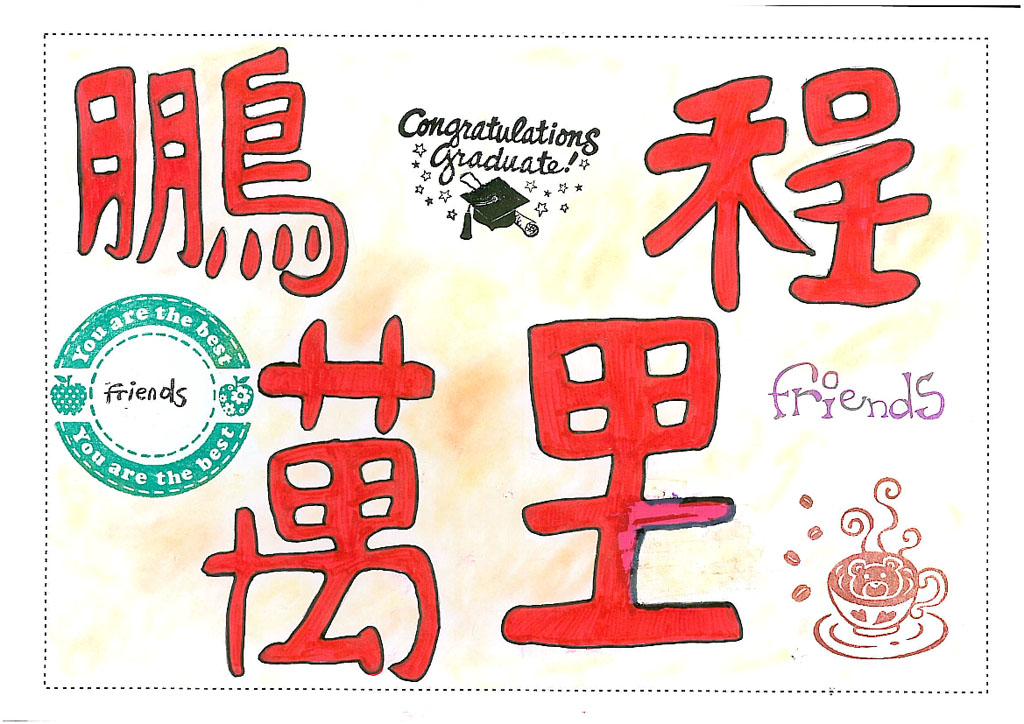 鵬程
Congratulations
Graduate!
You are the best
friends
You are the best
萬里
friends